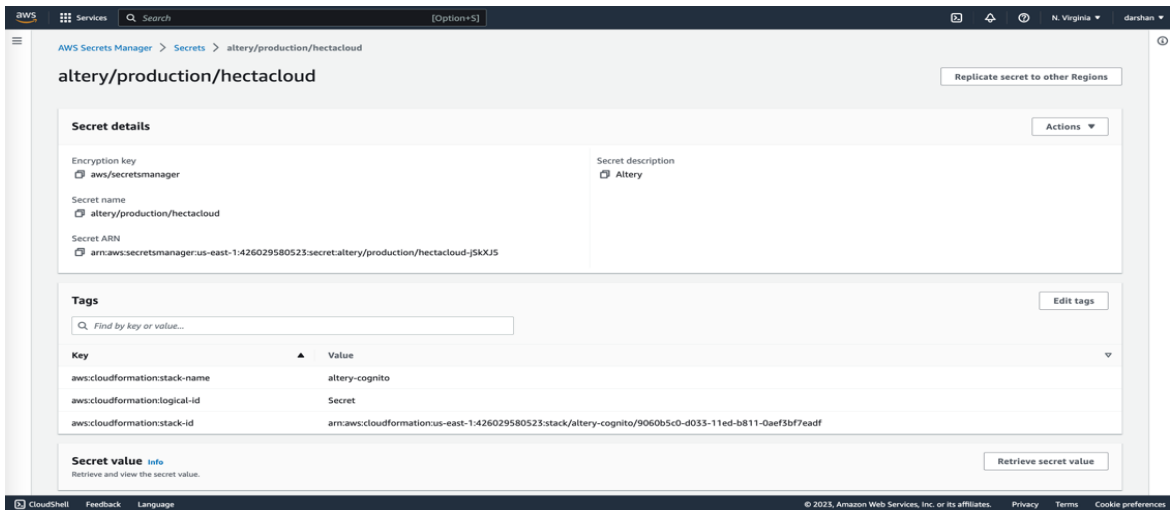 aws
Services
Search
[Option+S]
N. Virginia
darshan
AWS Secrets Manager > Secrets > altery/production/hectacloud
altery/production/hectacloud
Replicate secret to other Regions
Secret details
Actions
Encryption key
aws/secretsmanager
Secret description
Altery
Secret name
altery/production/hectacloud
Secret ARN
arn:aws:secretsmanager:us-east-1:426029580523:secret:altery/production/hectacloud-jSkXJ5
Tags
Edit tags
Find by key or value...
Key Value
aws:cloudformation:stack-name altery-cognito
aws:cloudformation:logical-id Secret
aws:cloudformation:stack-id arn:aws:cloudformation:us-east-1:426029580523:stack/altery-cognito/9060b5c0-d033-11ed-b811-0aef3bf7eadf
Secret value Info
Retrieve and view the secret value.
Retrieve secret value
CloudShell Feedback Language © 2023, Amazon Web Services, Inc. or its affiliates. Privacy Terms Cookie preferences